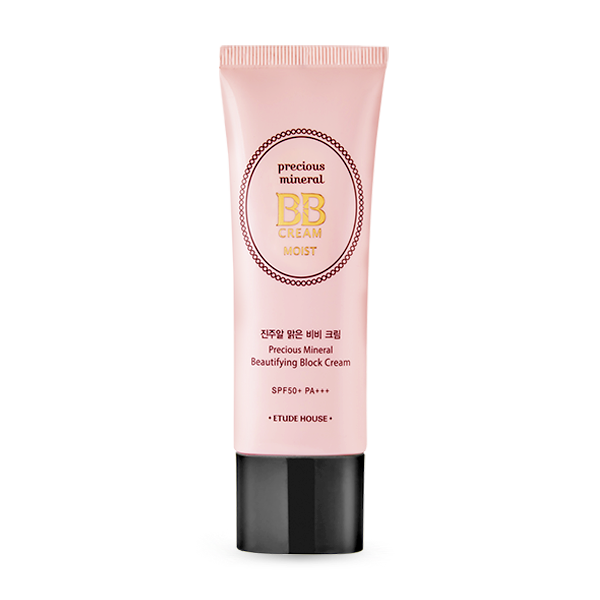 precious
mineral
BB
CREAM
MOIST
진주알 맑은 비비 크림
Precious Mineral
Beautifying Block Cream
SPF50+ PA+++
• ETUDE HOUSE •